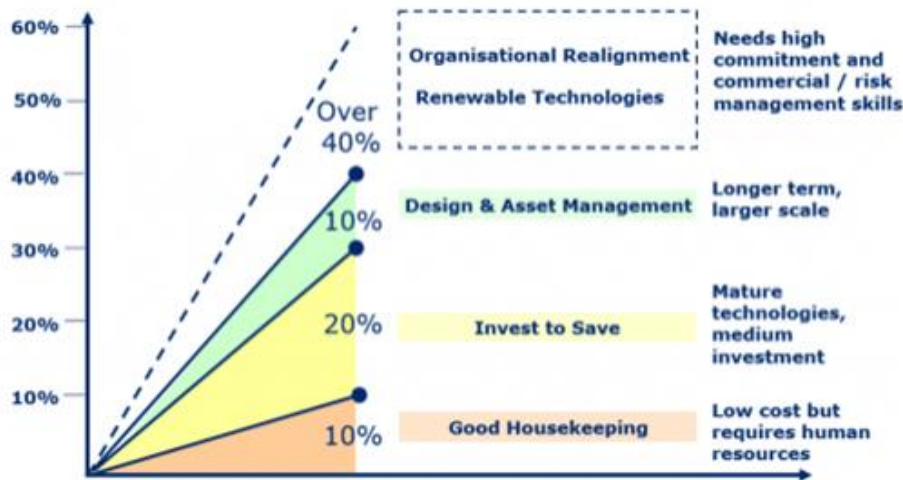 60%
50%
40%
30%
20%
10%
Over
40%
10%
20%
10%
Organisational Realignment
Renewable Technologies
Needs high
commitment and
commercial / risk
management skills
Design & Asset Management
Longer term,
larger scale
Invest to Save
Mature
technologies,
medium
investment
Good Housekeeping
Low cost but
requires human
resources